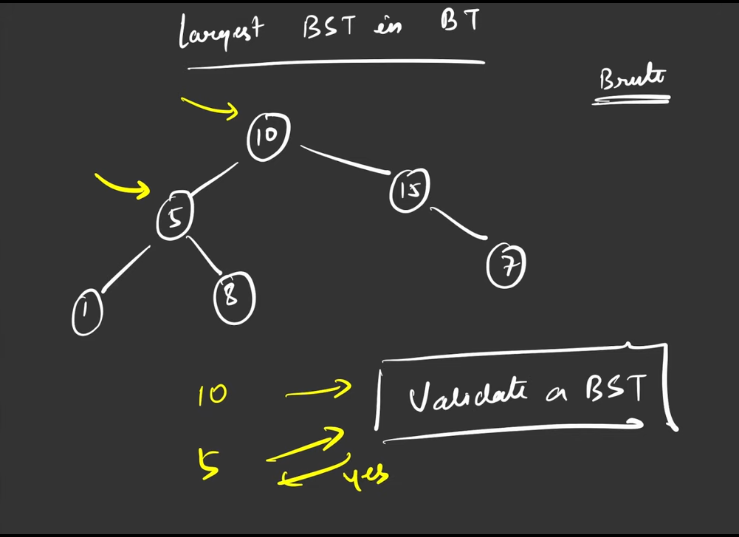 Largest BST in BT
Brute
10
15
5
7
1
8
10
Validate a BST
5
yes